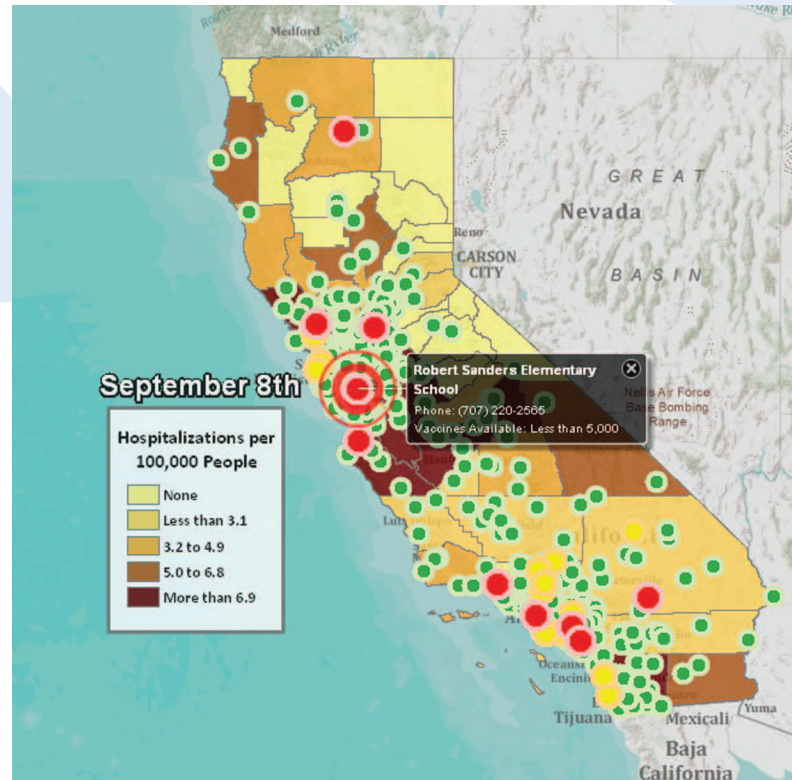 Medford
GREAT
Nevada
Reno
CARSON
CITY
BASIN
Robert Sanders Elementary
School
Phone: (707) 220-2565
Vaccines Available: Less than 5,000
Nellis Air Force
Base Bombing
Range
September 8th
Hospitalizations per
100,000 People
None
Less than 3.1
3.2 to 4.9
5.0 to 6.8
More than 6.9
Tijuana
Mexicali
Yuma
Baja
California